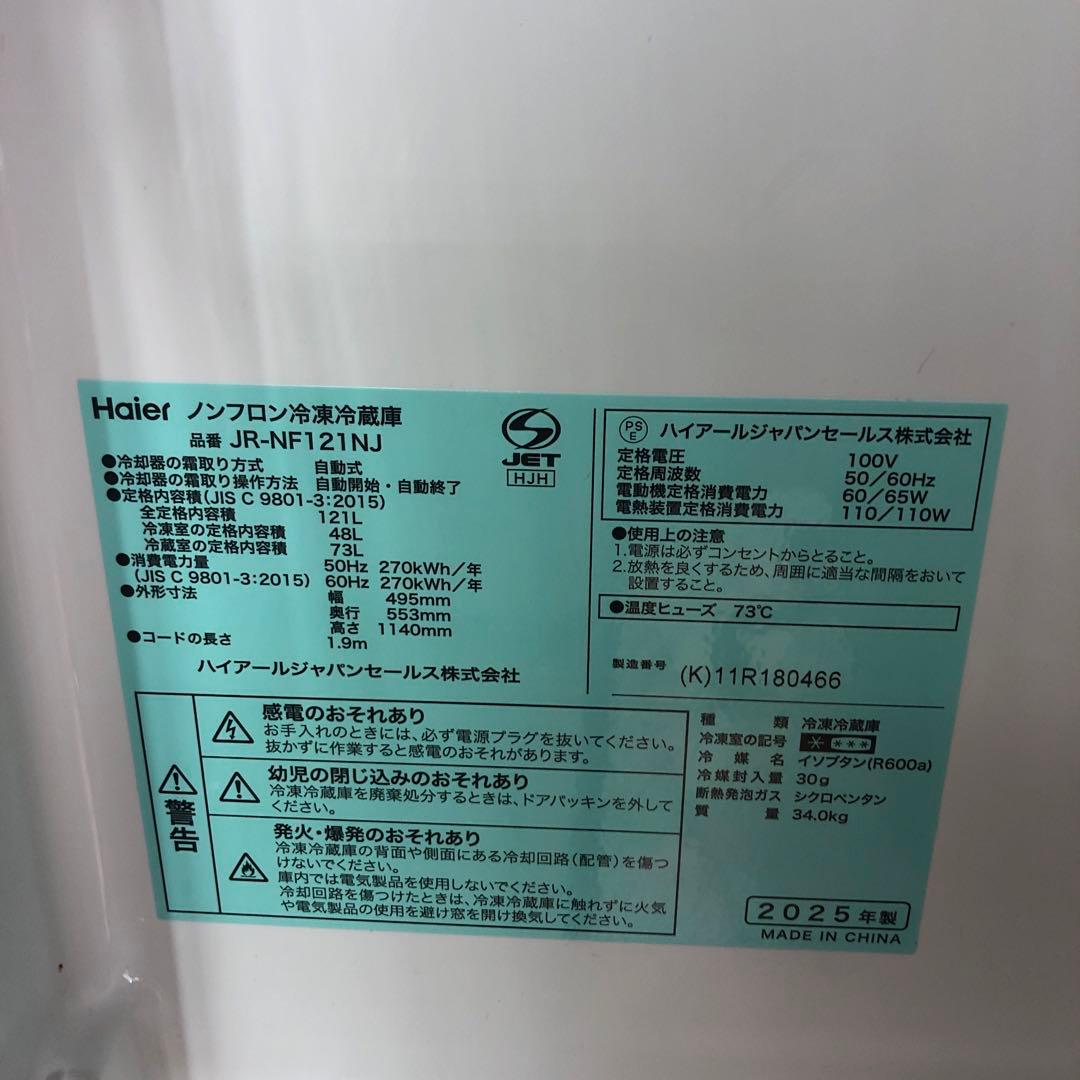 Haier ノンフロン冷凍冷蔵庫
品番 JR-NF121NJ
●冷却器の霜取り方式 自動式
●冷却器の霜取り操作方法 自動開始・自動終了
●定格内容積(JIS C 9801-3:2015)
全定格内容積 121L
冷凍室の定格内容積 48L
冷蔵室の定格内容積 73L
●消費電力量 50Hz 270kWh/年
(JIS C 9801-3:2015) 60Hz 270kWh/年
●外形寸法 幅 495mm
奥行 553mm
高さ 1140mm
●コードの長さ 1.9m
ハイアールジャパンセールス株式会社
S
JET
HJH
PS
E ハイアールジャパンセールス株式会社
定格電圧 100V
定格周波数 50/60Hz
電動機定格消費電力 60/65W
電熱装置定格消費電力 110/110W
●使用上の注意
1.電源は必ずコンセントからとること。
2.放熱を良くするため、周囲に適当な間隔をおいて
設置すること。
●温度ヒューズ 73℃
製造番号 (K)11R180466
警告
感電のおそれあり
お手入れのときには、必ず電源プラグを抜いてください。
抜かずに作業すると感電のおそれがあります。
幼児の閉じ込みのおそれあり
冷凍冷蔵庫を廃棄処分するときは、ドアパッキンを外して
ください。
発火・爆発のおそれあり
冷凍冷蔵庫の背面や側面にある冷却回路(配管)を傷つ
けないでください。
庫内では電気製品を使用しないでください。
冷却回路を傷つけたときは、冷凍冷蔵庫に触れずに火気
や電気製品の使用を避け窓を開け換気してください。
種類 冷凍冷蔵庫
冷凍室の記号 * ***
冷媒名 イソブタン(R600a)
冷媒封入量 30g
断熱発泡ガス シクロペンタン
質量 34.0kg
2025年製
MADE IN CHINA